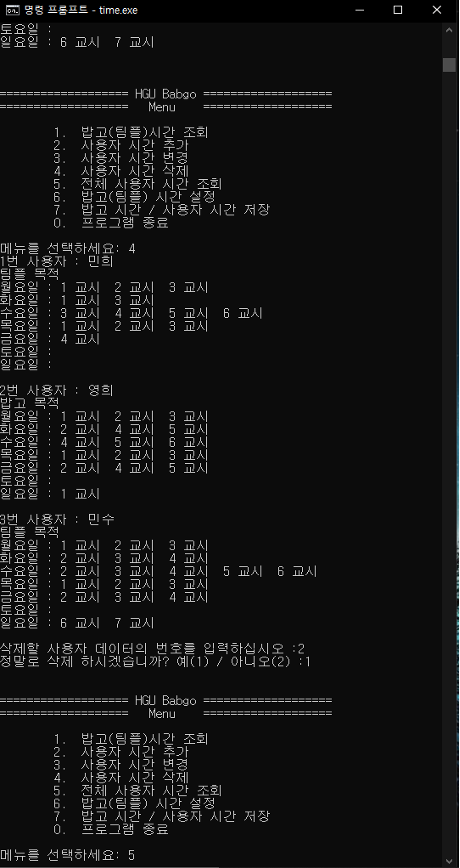 명령 프롬프트 - time.exe
토요일 :
일요일 : 6 교시  7 교시
=================== HGU Babgo ===================
===================   Menu    ===================
1.  밥고(팀플)시간 조회
2.  사용자 시간 추가
3.  사용자 시간 변경
4.  사용자 시간 삭제
5.  전체 사용자 시간 조회
6.  밥고(팀플) 시간 설정
7.  밥고 시간 / 사용자 시간 저장
0.  프로그램 종료
메뉴를 선택하세요: 4
1번 사용자 : 민희
팀플 목적
월요일 : 1 교시  2 교시  3 교시
화요일 : 1 교시  3 교시
수요일 : 3 교시  4 교시  5 교시  6 교시
목요일 : 1 교시  2 교시  3 교시
금요일 : 4 교시
토요일 :
일요일 :
2번 사용자 : 영희
밥고 목적
월요일 : 1 교시  2 교시  3 교시
화요일 : 2 교시  4 교시  5 교시
수요일 : 4 교시  5 교시  6 교시
목요일 : 1 교시  2 교시  3 교시
금요일 : 2 교시  4 교시  5 교시
토요일 :
일요일 : 1 교시
3번 사용자 : 민수
팀플 목적
월요일 : 1 교시  2 교시  3 교시
화요일 : 2 교시  3 교시  4 교시
수요일 : 2 교시  3 교시  4 교시  5 교시  6 교시
목요일 : 1 교시  2 교시  3 교시
금요일 : 2 교시  3 교시  4 교시
토요일 :
일요일 : 6 교시  7 교시
삭제할 사용자 데이터의 번호를 입력하십시오 :2
정말로 삭제 하시겠습니까? 예(1) / 아니오(2) :1
=================== HGU Babgo ===================
===================   Menu    ===================
1.  밥고(팀플)시간 조회
2.  사용자 시간 추가
3.  사용자 시간 변경
4.  사용자 시간 삭제
5.  전체 사용자 시간 조회
6.  밥고(팀플) 시간 설정
7.  밥고 시간 / 사용자 시간 저장
0.  프로그램 종료
메뉴를 선택하세요: 5